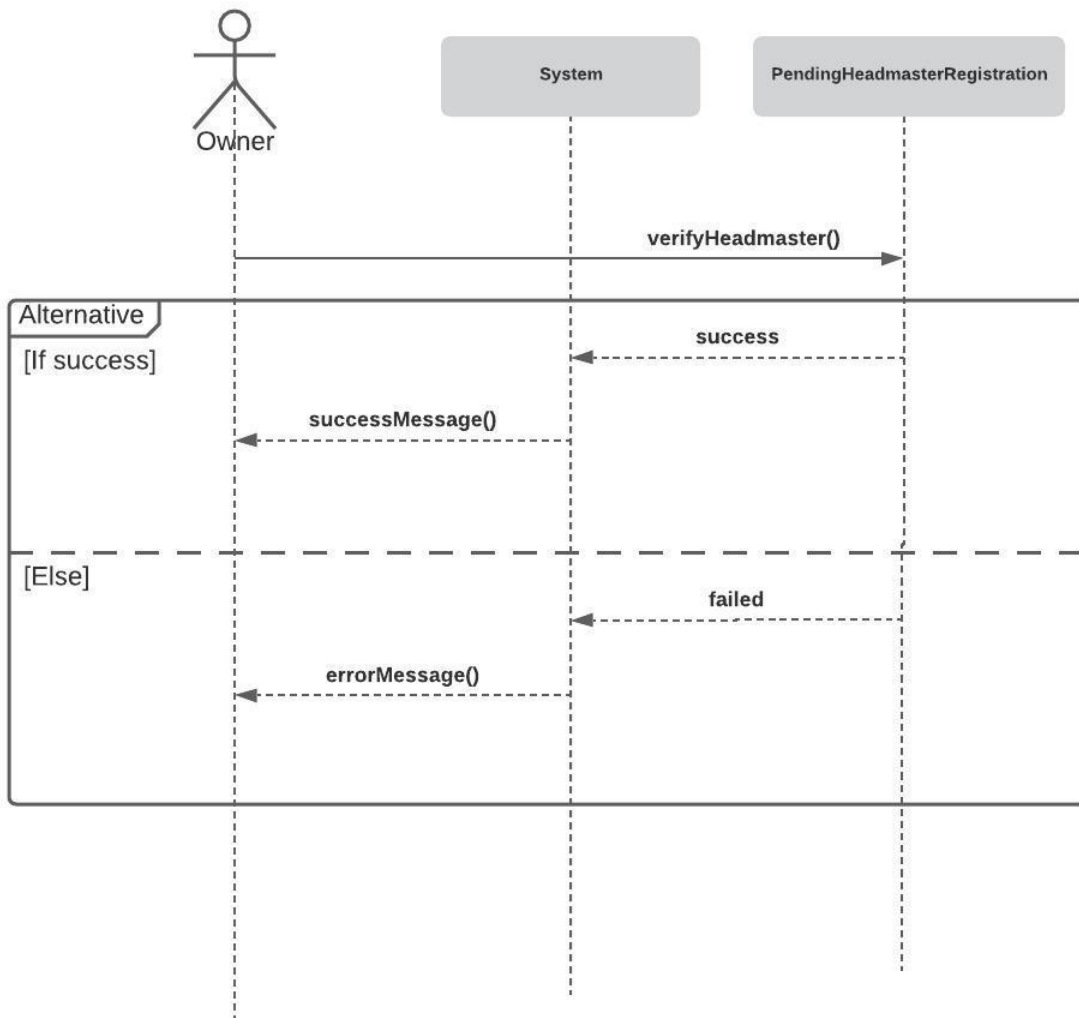 System
PendingHeadmasterRegistration
Owner
verifyHeadmaster()
Alternative
success
[If success]
successMessage()
[Else]
failed
errorMessage()